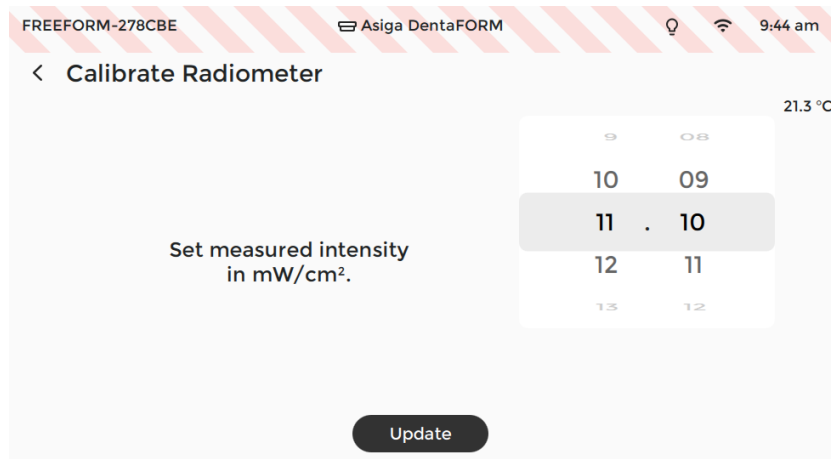 FREEFORM-278CBE Asiga DentaFORM 9:44 am
< Calibrate Radiometer
21.3 °C
9 08
10 09
11 . 10
Set measured intensity
in mW/cm².
12 11
13 12
Update